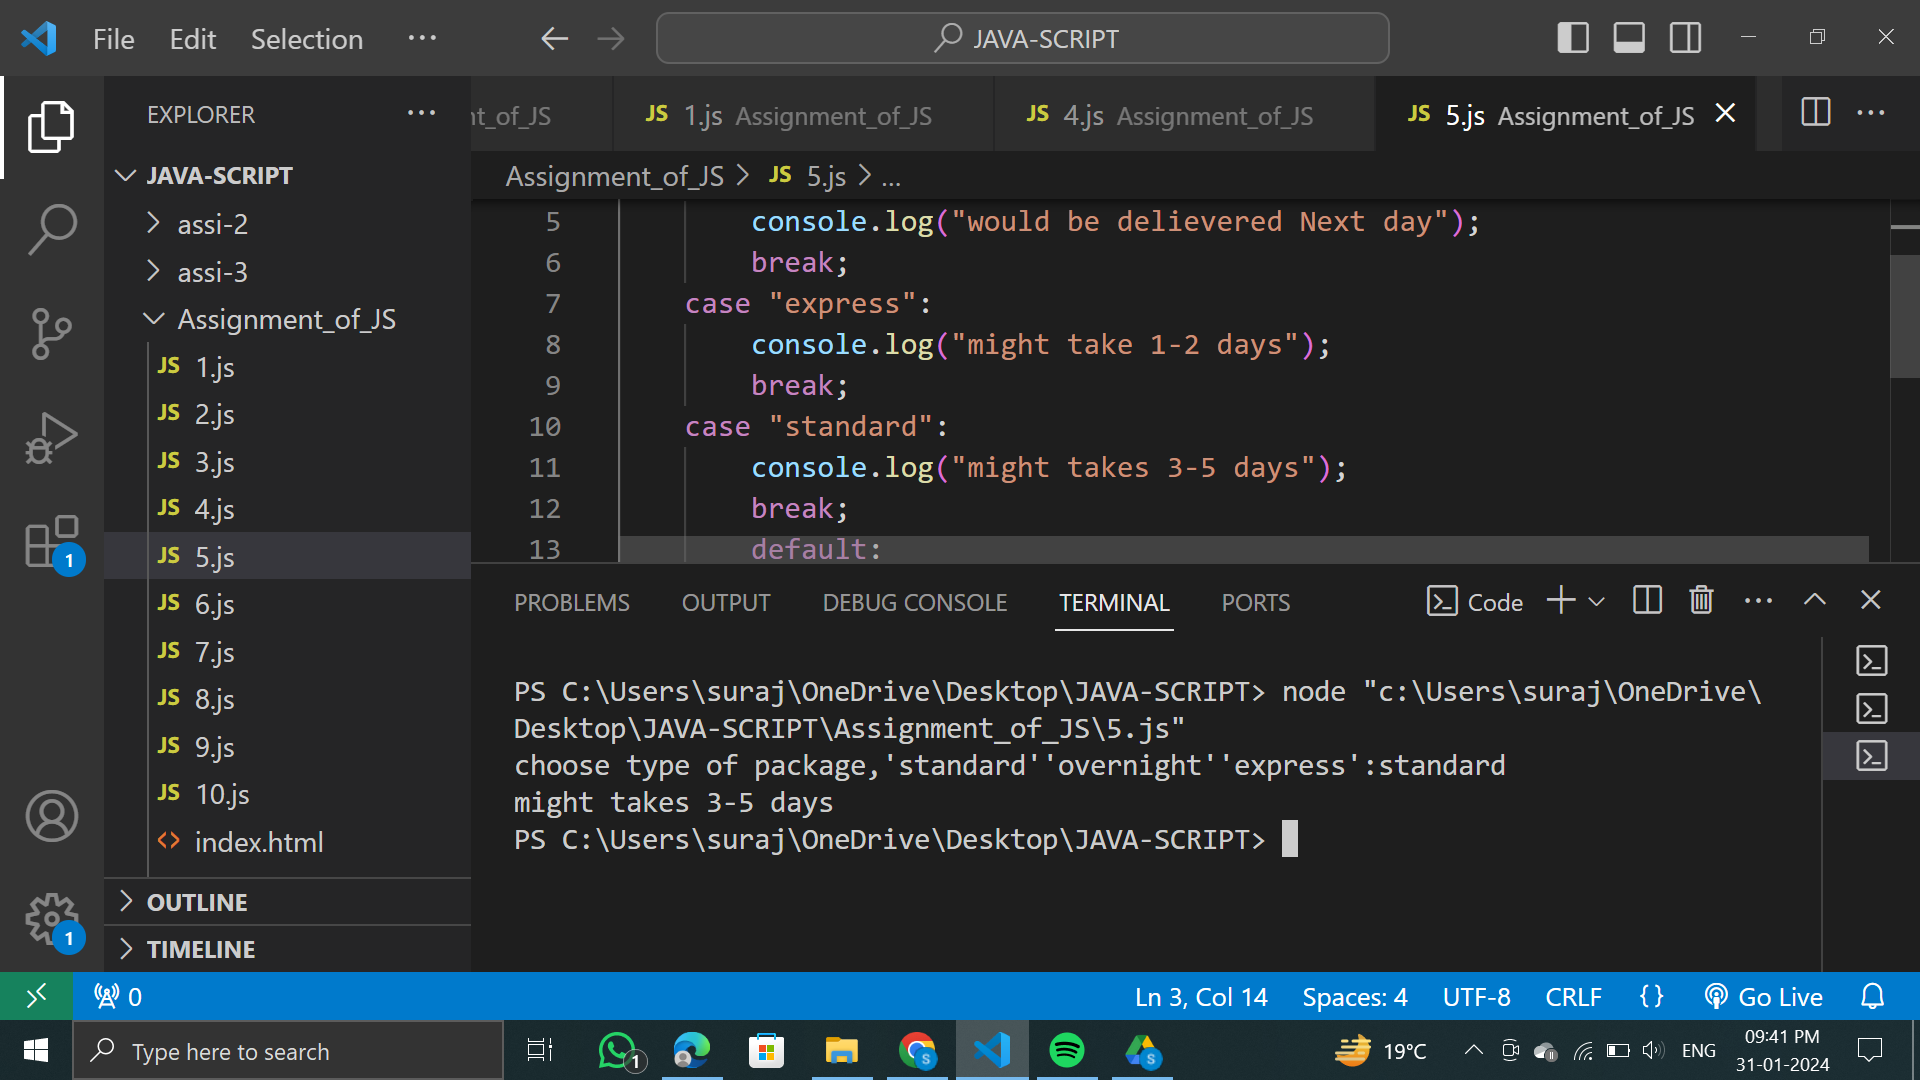 File Edit Selection ···
JAVA-SCRIPT
EXPLORER ···
JAVA-SCRIPT
assi-2
assi-3
Assignment_of_JS
JS 1.js
JS 2.js
JS 3.js
JS 4.js
JS 5.js
JS 6.js
JS 7.js
JS 8.js
JS 9.js
JS 10.js
<> index.html
OUTLINE
TIMELINE
1
1
nt_of_JS JS 1.js Assignment_of_JS JS 4.js Assignment_of_JS JS 5.js Assignment_of_JS ···
Assignment_of_JS > JS 5.js > ...
5 console.log("would be delievered Next day");
6 break;
7 case "express":
8 console.log("might take 1-2 days");
9 break;
10 case "standard":
11 console.log("might takes 3-5 days");
12 break;
13 default:
PROBLEMS OUTPUT DEBUG CONSOLE TERMINAL PORTS Code ···
PS C:\Users\suraj\OneDrive\Desktop\JAVA-SCRIPT> node "c:\Users\suraj\OneDrive\
Desktop\JAVA-SCRIPT\Assignment_of_JS\5.js"
choose type of package,'standard''overnight''express':standard
might takes 3-5 days
PS C:\Users\suraj\OneDrive\Desktop\JAVA-SCRIPT>
0 Ln 3, Col 14 Spaces: 4 UTF-8 CRLF {} Go Live
Type here to search 1 S S 19°C ENG 09:41 PM
31-01-2024